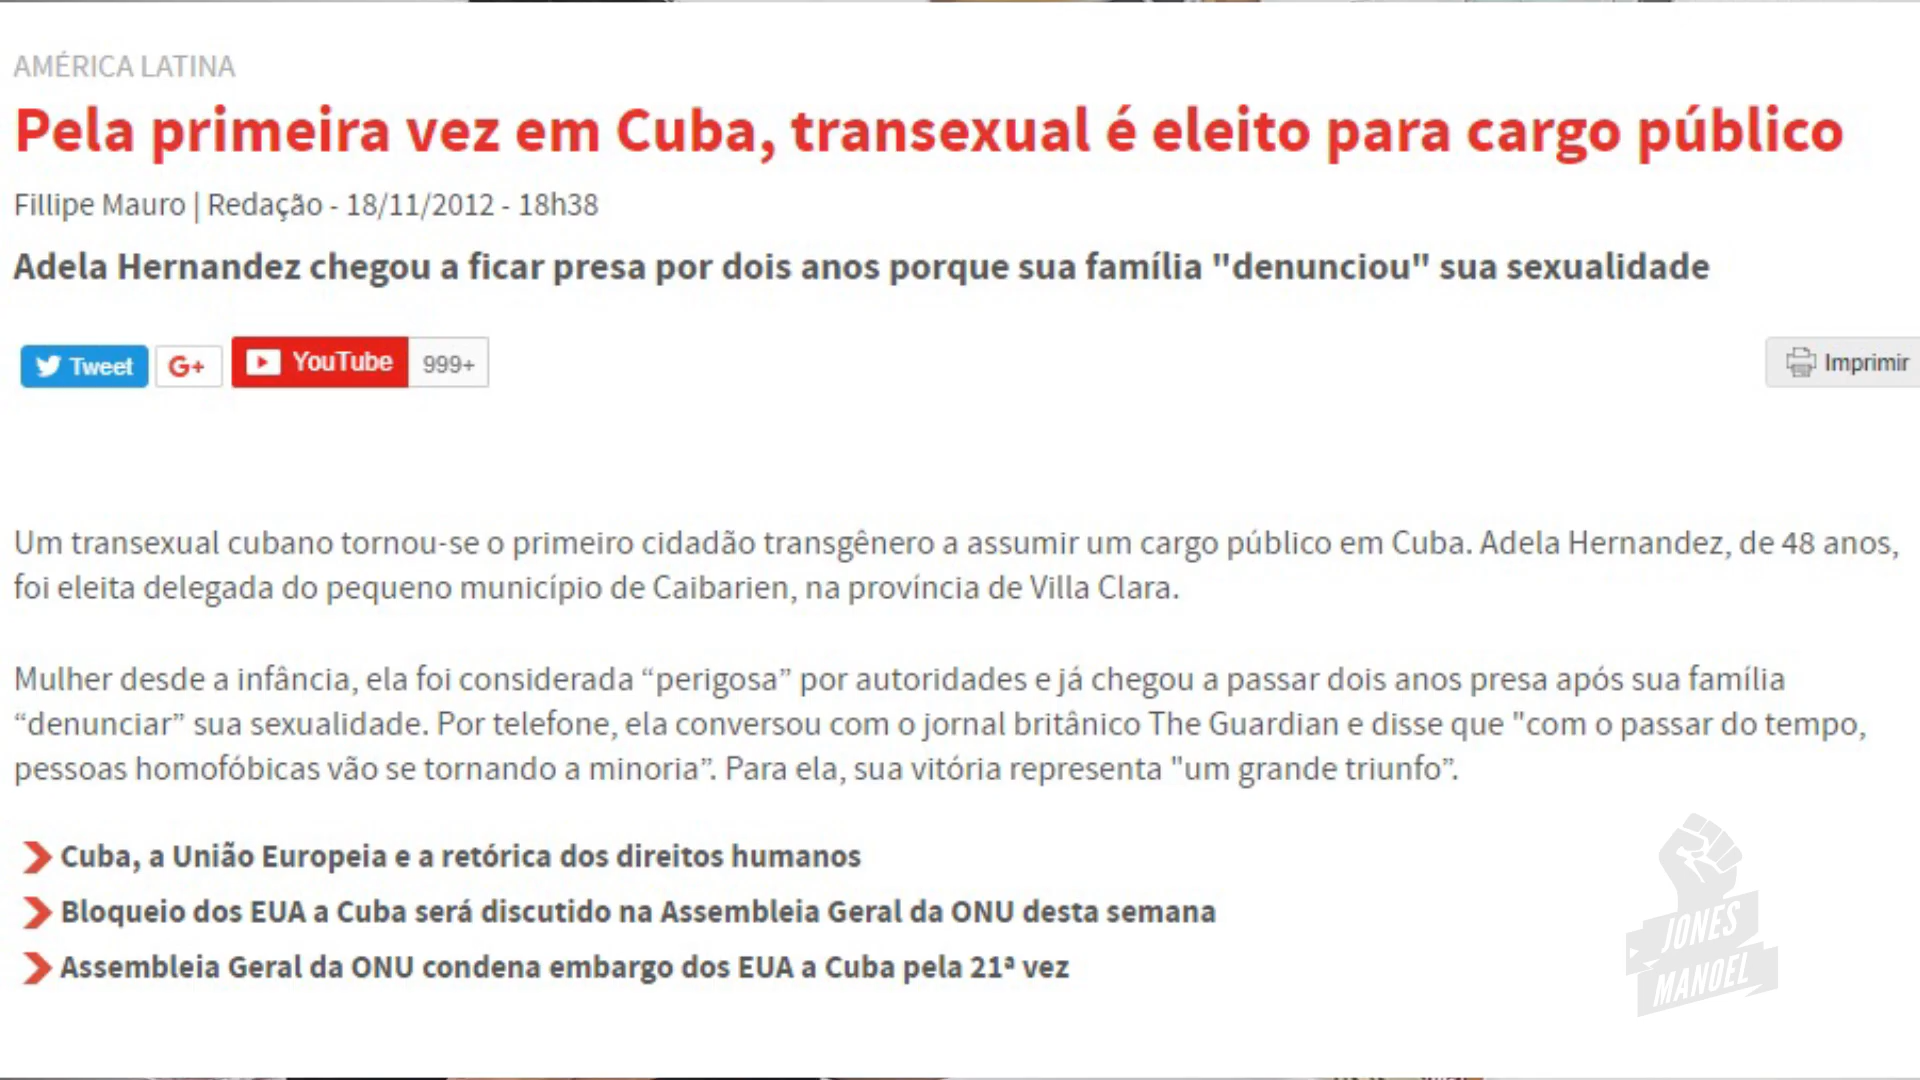 AMÉRICA LATINA
Pela primeira vez em Cuba, transexual é eleito para cargo público
Fillipe Mauro | Redação - 18/11/2012 - 18h38
Adela Hernandez chegou a ficar presa por dois anos porque sua família "denunciou" sua sexualidade
Tweet G+ YouTube 999+ Imprimir
Um transexual cubano tornou-se o primeiro cidadão transgênero a assumir um cargo público em Cuba. Adela Hernandez, de 48 anos,
foi eleita delegada do pequeno município de Caibarien, na província de Villa Clara.
Mulher desde a infância, ela foi considerada “perigosa” por autoridades e já chegou a passar dois anos presa após sua família
“denunciar” sua sexualidade. Por telefone, ela conversou com o jornal britânico The Guardian e disse que "com o passar do tempo,
pessoas homofóbicas vão se tornando a minoria”. Para ela, sua vitória representa "um grande triunfo”.
Cuba, a União Europeia e a retórica dos direitos humanos
Bloqueio dos EUA a Cuba será discutido na Assembleia Geral da ONU desta semana
Assembleia Geral da ONU condena embargo dos EUA a Cuba pela 21ª vez
JONES
MANOEL